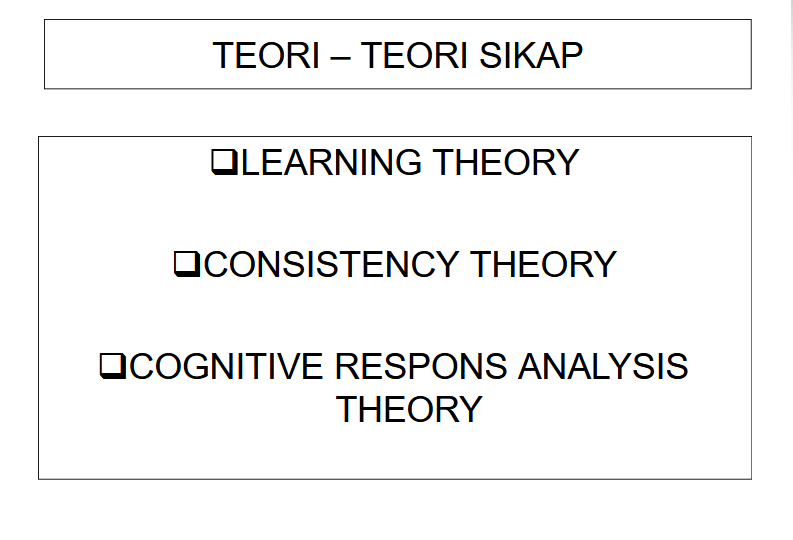 TEORI – TEORI SIKAP
❑LEARNING THEORY
❑CONSISTENCY THEORY
❑COGNITIVE RESPONS ANALYSIS
THEORY